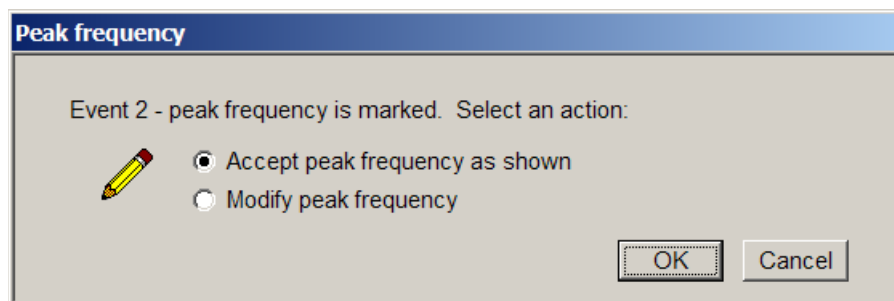 Peak frequency
Event 2 - peak frequency is marked. Select an action:
Accept peak frequency as shown
Modify peak frequency
OK Cancel